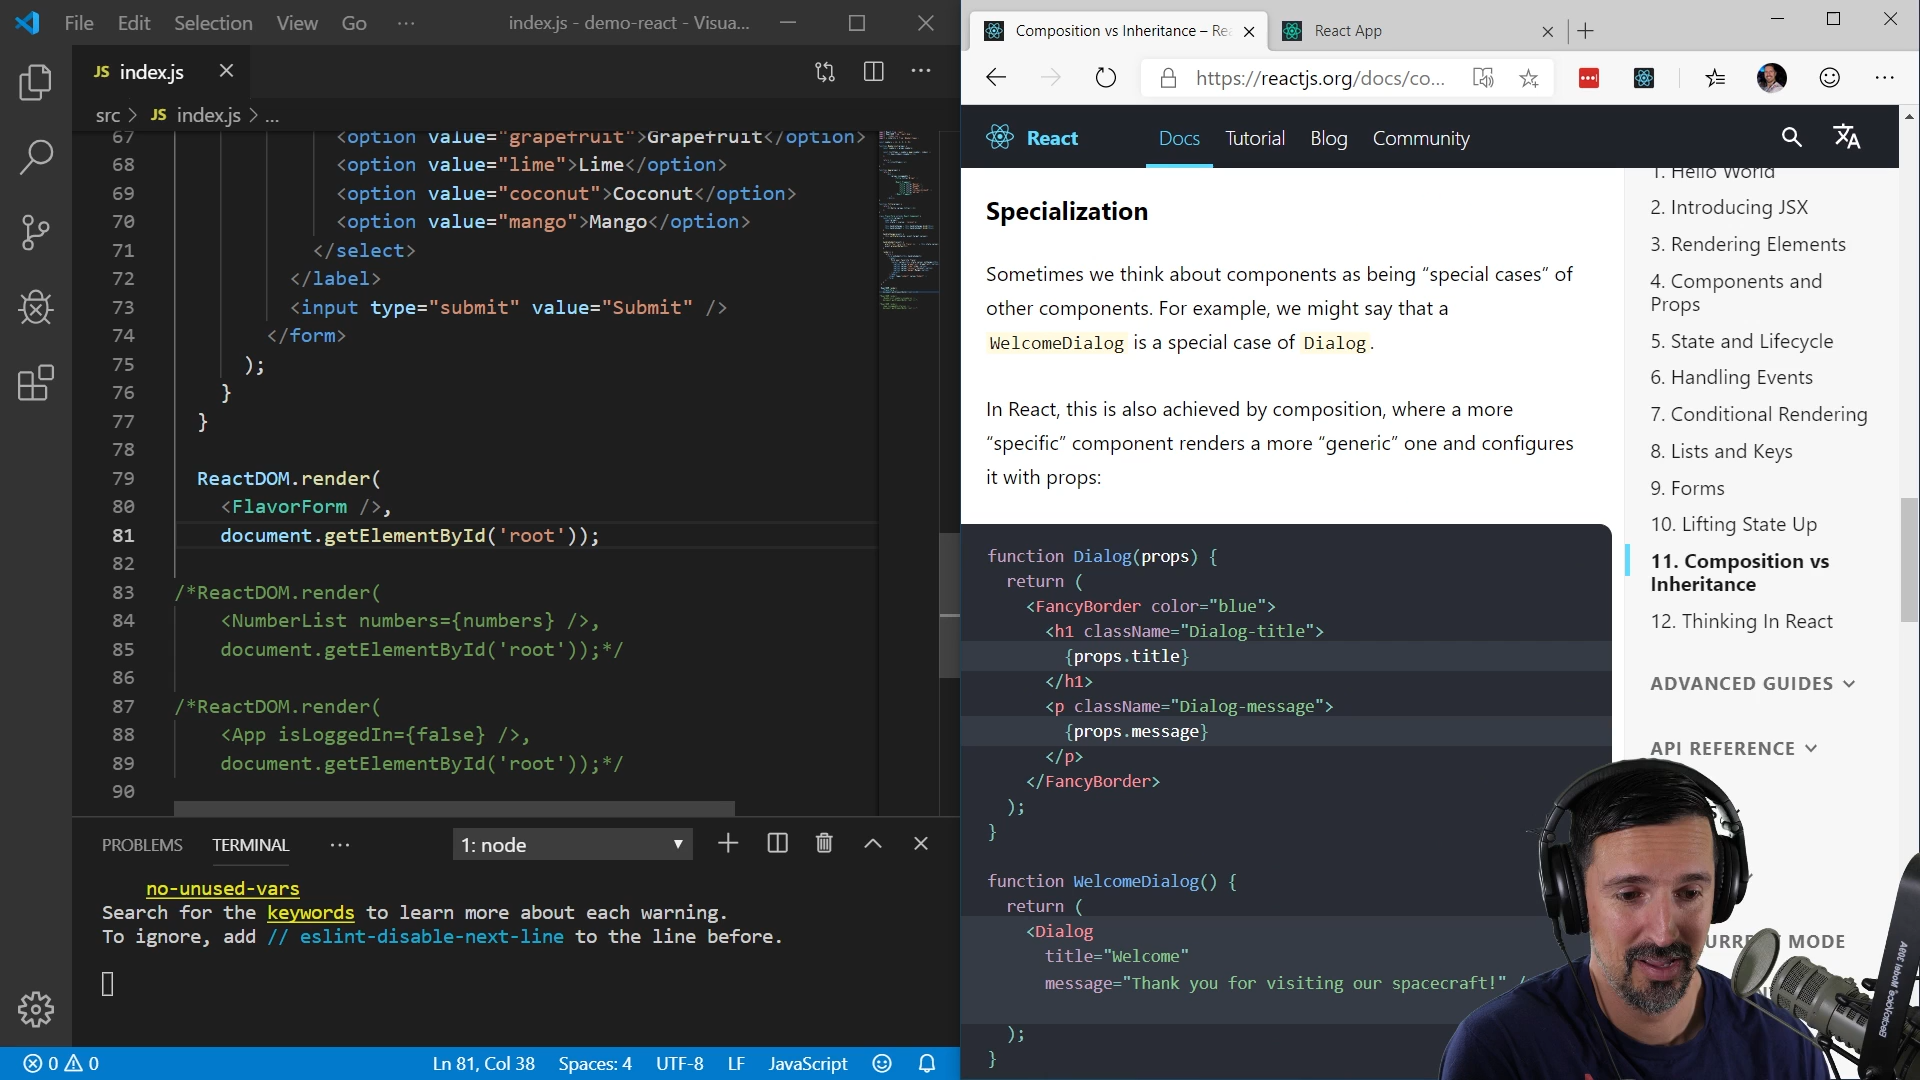 File Edit Selection View Go ··· index.js - demo-react - Visua...
JS index.js
src > JS index.js > ...
67 <option value="grapefruit">Grapefruit</option>
68 <option value="lime">Lime</option>
69 <option value="coconut">Coconut</option>
70 <option value="mango">Mango</option>
71 </select>
72 </label>
73 <input type="submit" value="Submit" />
74 </form>
75 );
76 }
77 }
78
79 ReactDOM.render(
80 <FlavorForm />,
81 document.getElementById('root'));
82
83 /*ReactDOM.render(
84 <NumberList numbers={numbers} />,
85 document.getElementById('root'));*/
86
87 /*ReactDOM.render(
88 <App isLoggedIn={false} />,
89 document.getElementById('root'));*/
90
PROBLEMS TERMINAL ··· 1: node
no-unused-vars
Search for the keywords to learn more about each warning.
To ignore, add // eslint-disable-next-line to the line before.
0 0 Ln 81, Col 38 Spaces: 4 UTF-8 LF JavaScript
Composition vs Inheritance – Rea React App
https://reactjs.org/docs/co...
React Docs Tutorial Blog Community
Specialization
Sometimes we think about components as being “special cases” of
other components. For example, we might say that a
WelcomeDialog is a special case of Dialog.
In React, this is also achieved by composition, where a more
“specific” component renders a more “generic” one and configures
it with props:
function Dialog(props) {
return (
<FancyBorder color="blue">
<h1 className="Dialog-title">
{props.title}
</h1>
<p className="Dialog-message">
{props.message}
</p>
</FancyBorder>
);
}
function WelcomeDialog() {
return (
<Dialog
title="Welcome"
message="Thank you for visiting our spacecraft!" /
);
}
1. Hello World
2. Introducing JSX
3. Rendering Elements
4. Components and
Props
5. State and Lifecycle
6. Handling Events
7. Conditional Rendering
8. Lists and Keys
9. Forms
10. Lifting State Up
11. Composition vs
Inheritance
12. Thinking In React
ADVANCED GUIDES
API REFERENCE
MODE